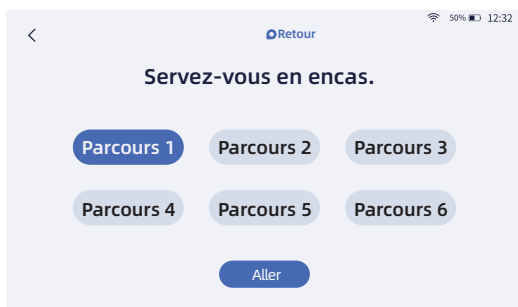 50% 12:32
Retour
Servez-vous en encas.
Parcours 1 Parcours 2 Parcours 3
Parcours 4 Parcours 5 Parcours 6
Aller